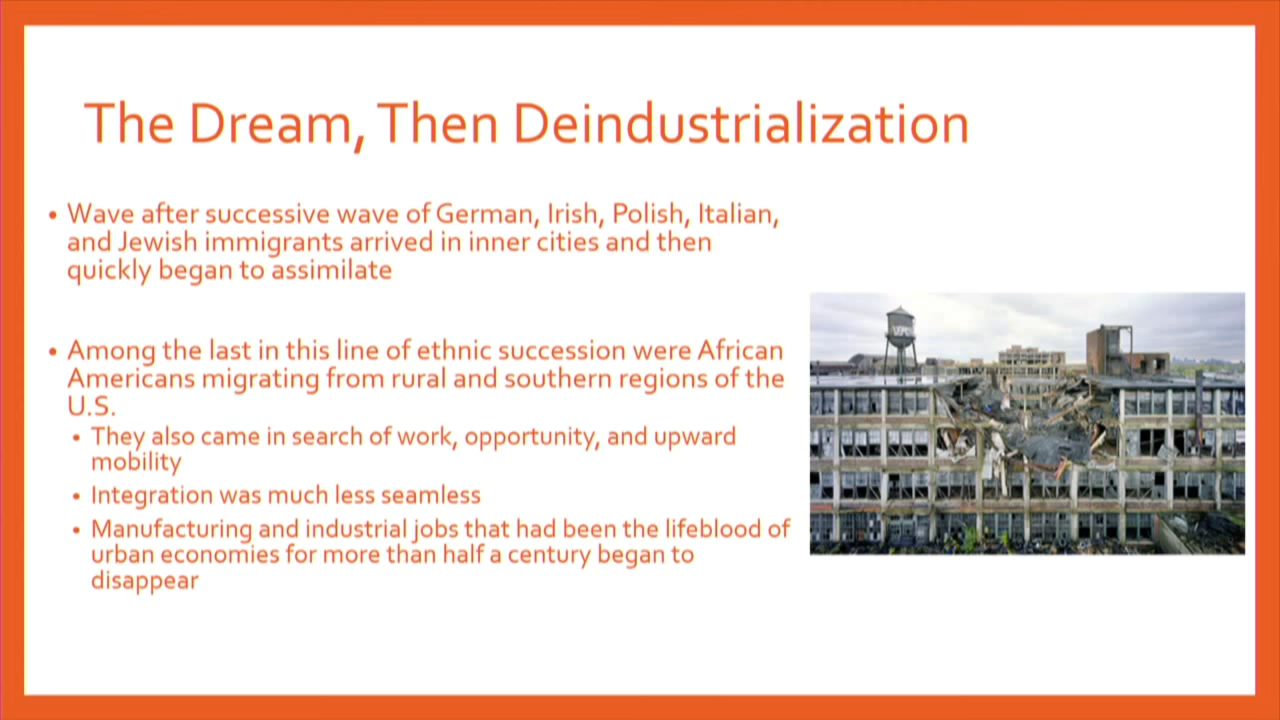 The Dream, Then Deindustrialization
• Wave after successive wave of German, Irish, Polish, Italian,
and Jewish immigrants arrived in inner cities and then
quickly began to assimilate
• Among the last in this line of ethnic succession were African
Americans migrating from rural and southern regions of the
U.S.
• They also came in search of work, opportunity, and upward
mobility
• Integration was much less seamless
• Manufacturing and industrial jobs that had been the lifeblood of
urban economies for more than half a century began to
disappear